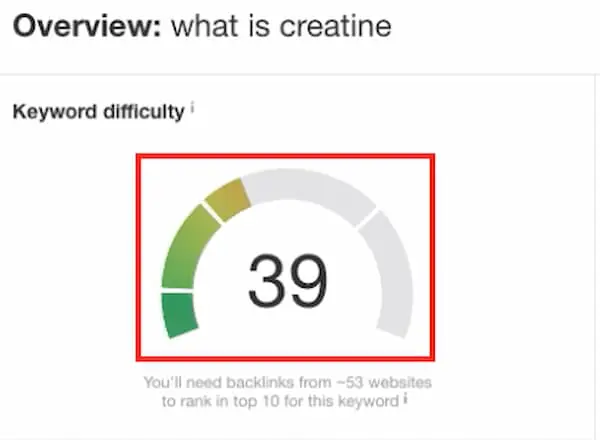 Overview: what is creatine
Keyword difficulty i
39
You'll need backlinks from ~53 websites
to rank in top 10 for this keyword i